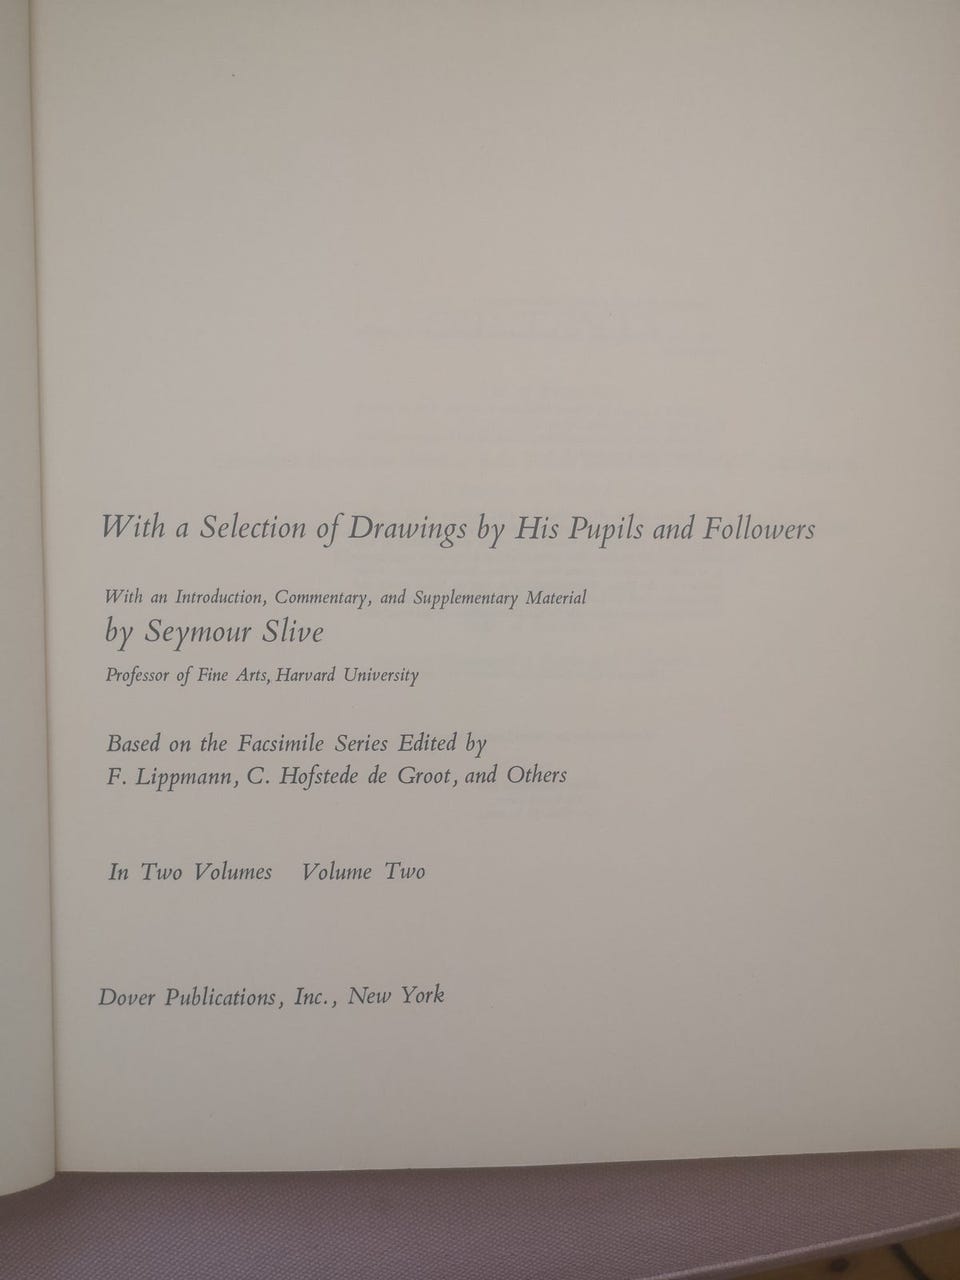 With a Selection of Drawings by His Pupils and Followers
With an Introduction, Commentary, and Supplementary Material
by Seymour Slive
Professor of Fine Arts, Harvard University
Based on the Facsimile Series Edited by
F. Lippmann, C. Hofstede de Groot, and Others
In Two Volumes Volume Two
Dover Publications, Inc., New York